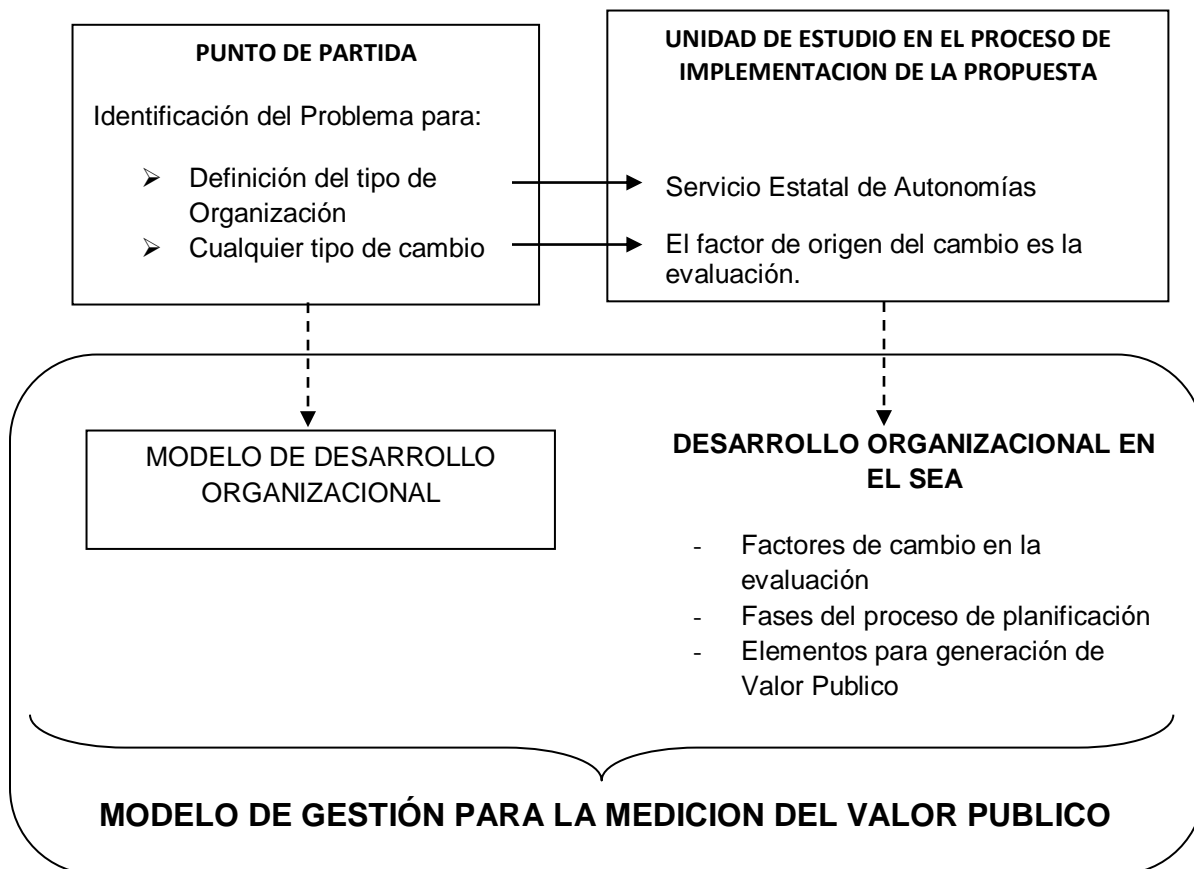 PUNTO DE PARTIDA
Identificación del Problema para:
➢ Definición del tipo de
Organización
➢ Cualquier tipo de cambio
UNIDAD DE ESTUDIO EN EL PROCESO DE
IMPLEMENTACION DE LA PROPUESTA
Servicio Estatal de Autonomías
El factor de origen del cambio es la
evaluación.
MODELO DE DESARROLLO
ORGANIZACIONAL
DESARROLLO ORGANIZACIONAL EN
EL SEA
- Factores de cambio en la
evaluación
- Fases del proceso de planificación
- Elementos para generación de
Valor Publico
MODELO DE GESTIÓN PARA LA MEDICION DEL VALOR PUBLICO